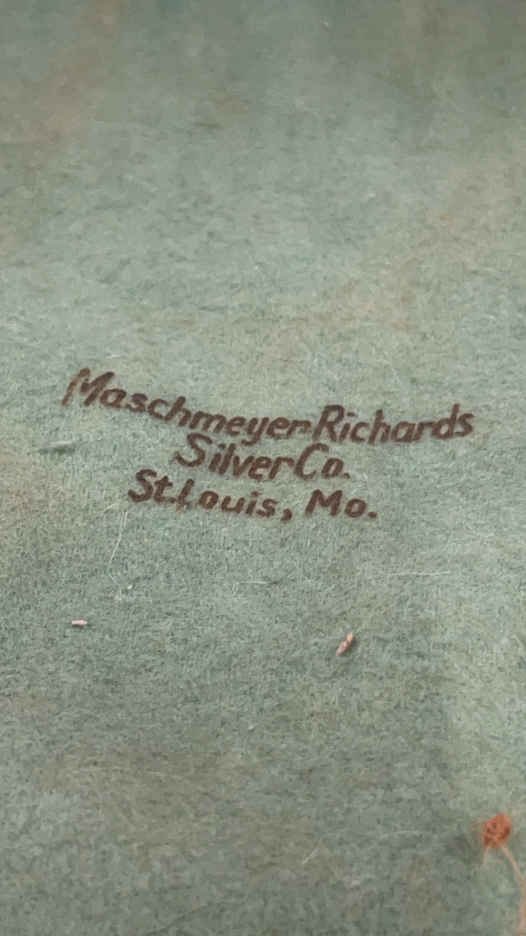 Maschmeyer-Richards
Silver Co.
St. Louis, Mo.